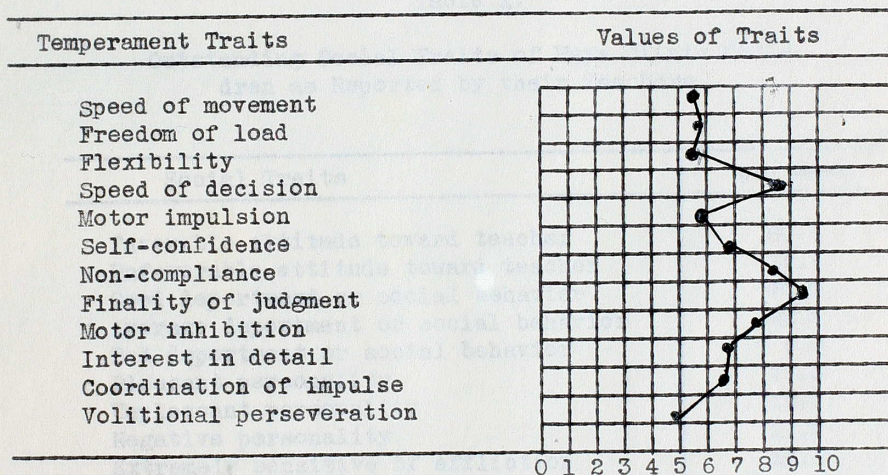 Temperament Traits Values of Traits
Speed of movement
Freedom of load
Flexibility
Speed of decision
Motor impulsion
Self-confidence
Non-compliance
Finality of judgment
Motor inhibition
Interest in detail
Coordination of impulse
Volitional perseveration
0 1 2 3 4 5 6 7 8 9 10